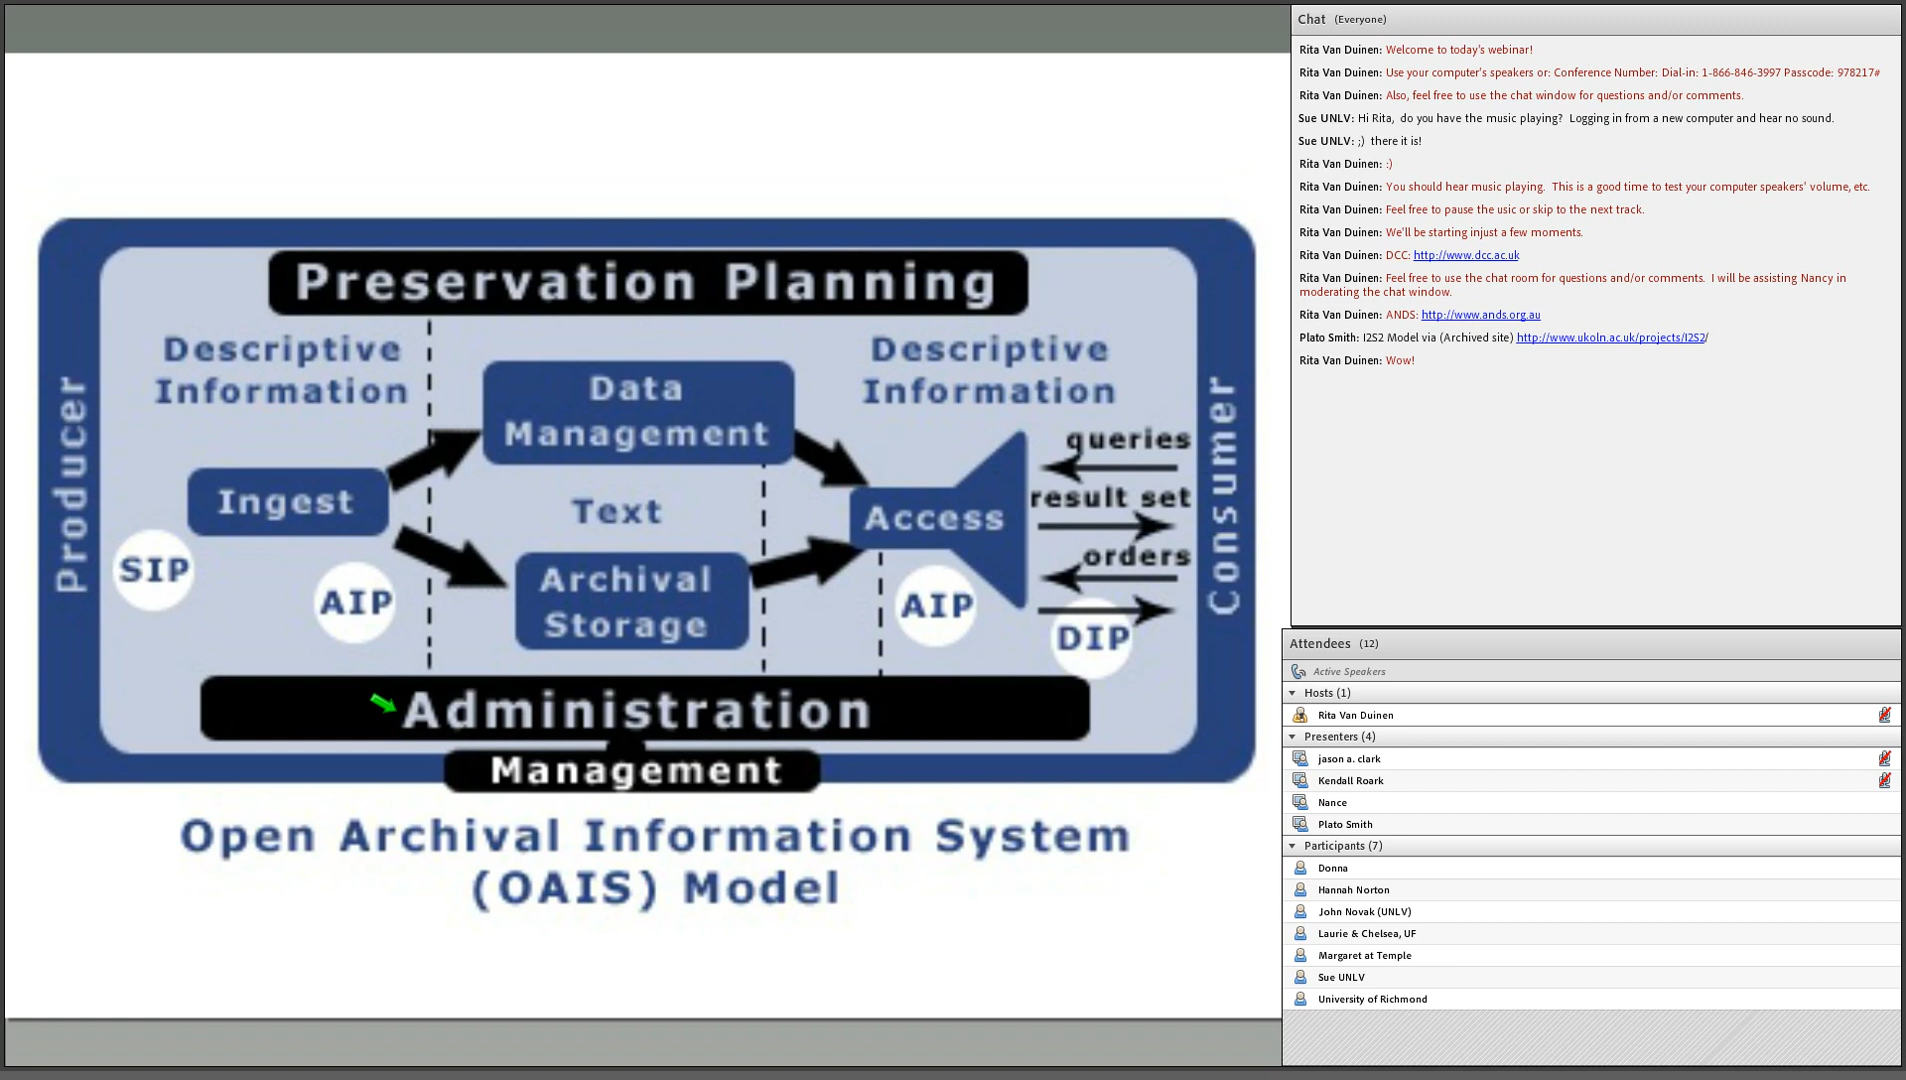 Preservation Planning
Descriptive
Information
Descriptive
Information
Data
Management
Producer
Ingest
Text
Access
queries
result set
orders
Consumer
SIP
AIP
Archival
Storage
AIP
DIP
Administration
Management
Open Archival Information System
(OAIS) Model
Chat (Everyone)
Rita Van Duinen: Welcome to today's webinar!
Rita Van Duinen: Use your computer's speakers or: Conference Number: Dial-in: 1-866-846-3997 Passcode: 978217#
Rita Van Duinen: Also, feel free to use the chat window for questions and/or comments.
Sue UNLV: Hi Rita, do you have the music playing? Logging in from a new computer and hear no sound.
Sue UNLV: ;) there it is!
Rita Van Duinen: :)
Rita Van Duinen: You should hear music playing. This is a good time to test your computer speakers' volume, etc.
Rita Van Duinen: Feel free to pause the usic or skip to the next track.
Rita Van Duinen: We'll be starting injust a few moments.
Rita Van Duinen: DCC: http://www.dcc.ac.uk
Rita Van Duinen: Feel free to use the chat room for questions and/or comments. I will be assisting Nancy in
moderating the chat window.
Rita Van Duinen: ANDS: http://www.ands.org.au
Plato Smith: I2S2 Model via (Archived site) http://www.ukoln.ac.uk/projects/I2S2/
Rita Van Duinen: Wow!
Attendees (12)
Active Speakers
Hosts (1)
Rita Van Duinen
Presenters (4)
jason a. clark
Kendall Roark
Nance
Plato Smith
Participants (7)
Donna
Hannah Norton
John Novak (UNLV)
Laurie & Chelsea, UF
Margaret at Temple
Sue UNLV
University of Richmond